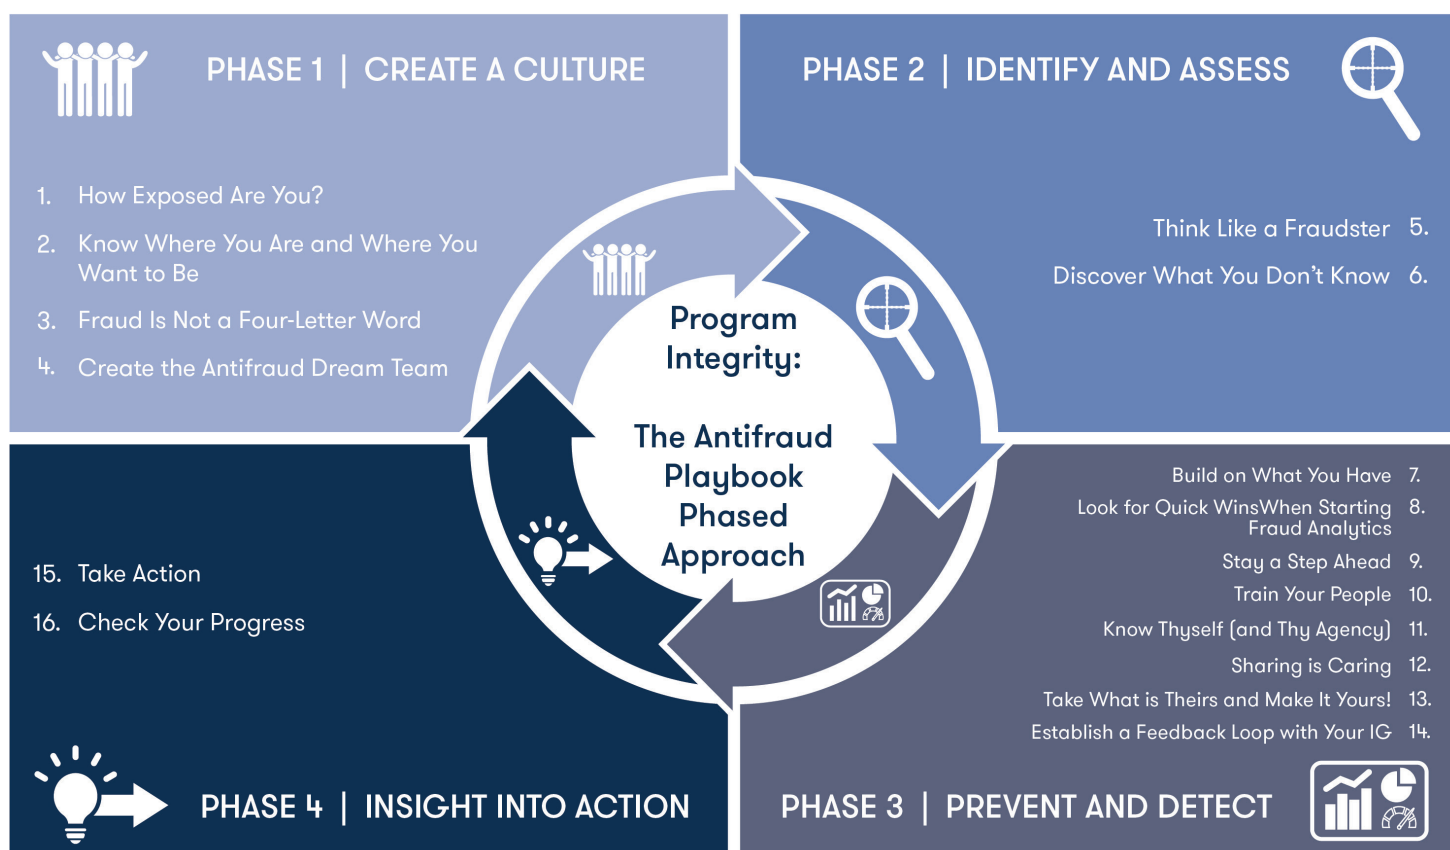 PHASE 1 | CREATE A CULTURE
1. How Exposed Are You?
2. Know Where You Are and Where You
Want to Be
3. Fraud Is Not a Four-Letter Word
4. Create the Antifraud Dream Team
PHASE 2 | IDENTIFY AND ASSESS
Think Like a Fraudster 5.
Discover What You Don't Know 6.
Program
Integrity:
The Antifraud
Playbook
Phased
Approach
Build on What You Have 7.
Look for Quick WinsWhen Starting 8.
Fraud Analytics
Stay a Step Ahead 9.
Train Your People 10.
Know Thyself (and Thy Agency) 11.
Sharing is Caring 12.
Take What is Theirs and Make It Yours! 13.
Establish a Feedback Loop with Your IG 14.
PHASE 3 | PREVENT AND DETECT
15. Take Action
16. Check Your Progress
PHASE 4 | INSIGHT INTO ACTION